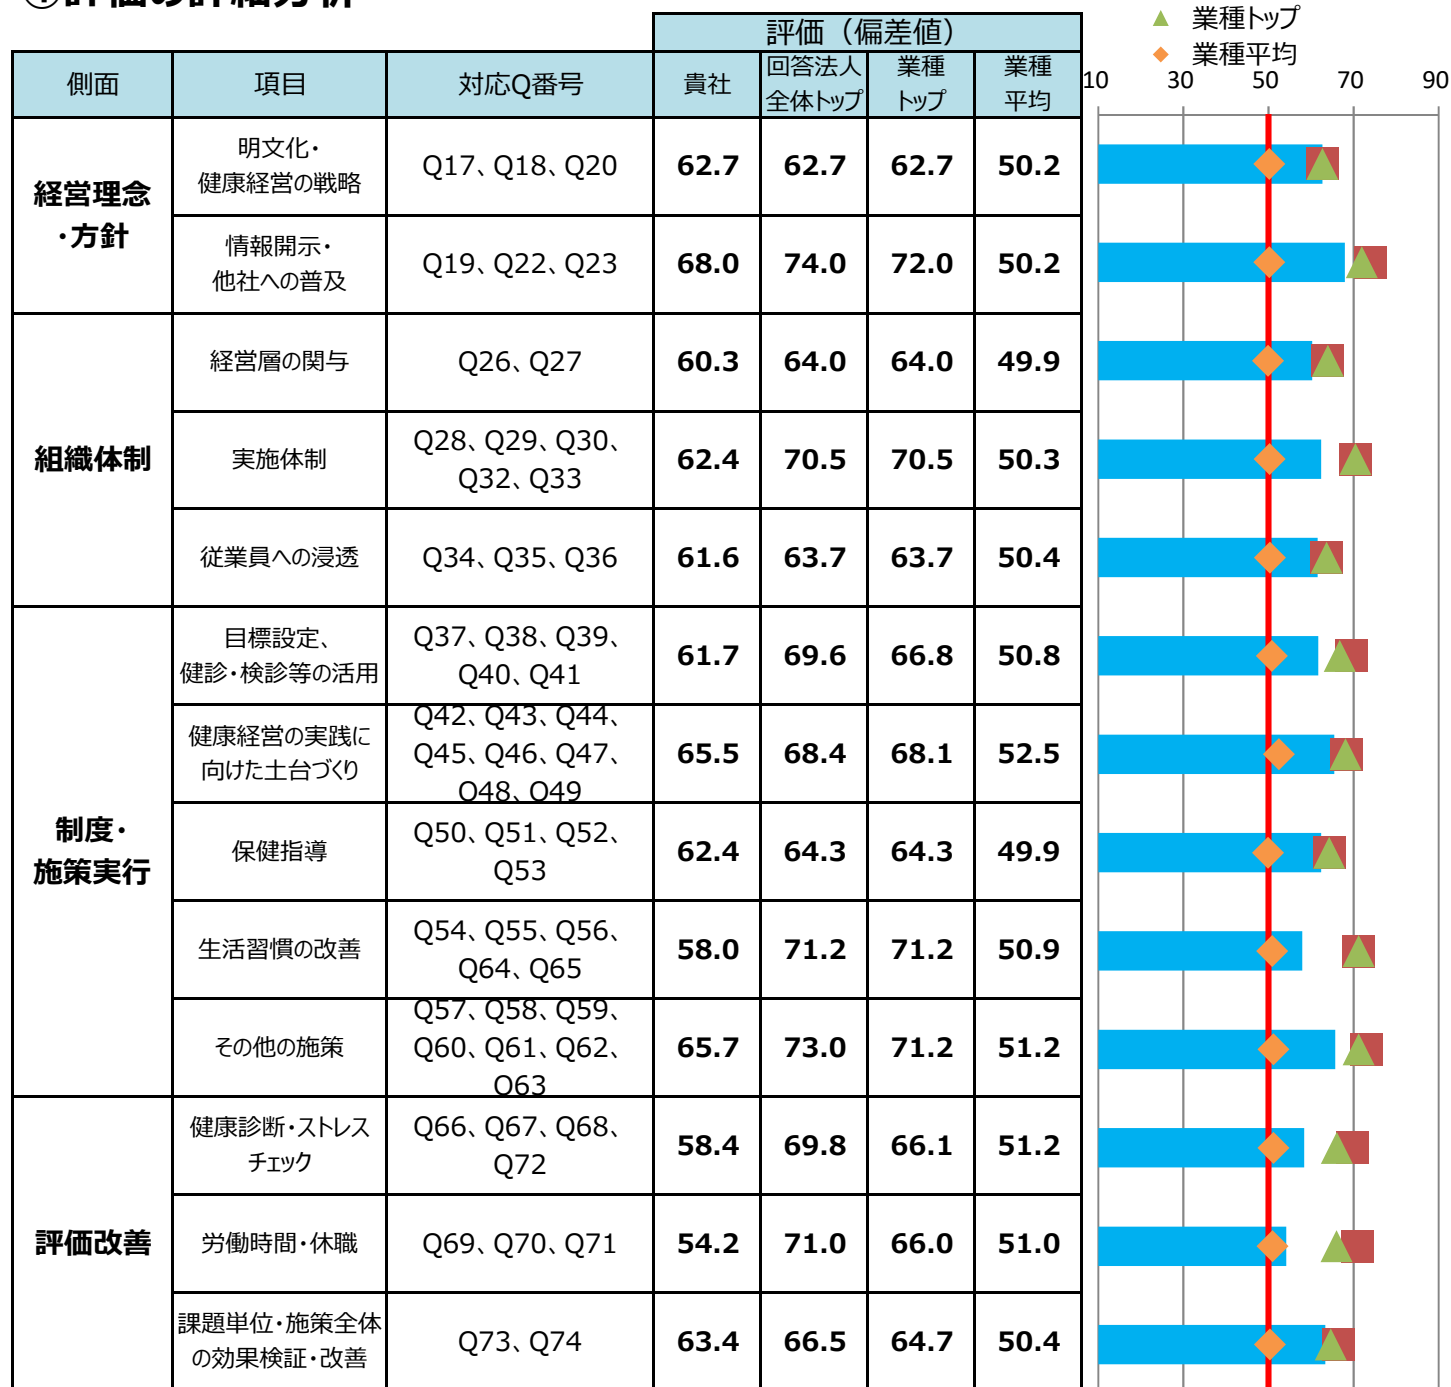 ④評価の詳細分析
▲ 業種トップ
◆ 業種平均
評価（偏差値）
側面 項目 対応Q番号 貴社 回答法人全体トップ 業種トップ 業種平均
10 30 50 70 90
経営理念・方針
明文化・健康経営の戦略 Q17、Q18、Q20 62.7 62.7 62.7 50.2
情報開示・他社への普及 Q19、Q22、Q23 68.0 74.0 72.0 50.2
組織体制
経営層の関与 Q26、Q27 60.3 64.0 64.0 49.9
実施体制 Q28、Q29、Q30、Q32、Q33 62.4 70.5 70.5 50.3
従業員への浸透 Q34、Q35、Q36 61.6 63.7 63.7 50.4
制度・施策実行
目標設定、健診・検診等の活用 Q37、Q38、Q39、Q40、Q41 61.7 69.6 66.8 50.8
健康経営の実践に向けた土台づくり Q42、Q43、Q44、Q45、Q46、Q47、Q48、Q49 65.5 68.4 68.1 52.5
保健指導 Q50、Q51、Q52、Q53 62.4 64.3 64.3 49.9
生活習慣の改善 Q54、Q55、Q56、Q64、Q65 58.0 71.2 71.2 50.9
その他の施策 Q57、Q58、Q59、Q60、Q61、Q62、Q63 65.7 73.0 71.2 51.2
評価改善
健康診断・ストレスチェック Q66、Q67、Q68、Q72 58.4 69.8 66.1 51.2
労働時間・休職 Q69、Q70、Q71 54.2 71.0 66.0 51.0
課題単位・施策全体の効果検証・改善 Q73、Q74 63.4 66.5 64.7 50.4